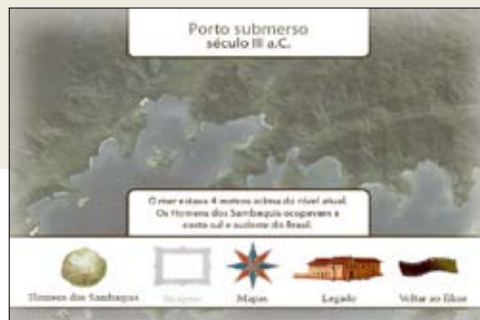 Porto submerso
século III a.C.
O mar estava 4 metros acima do nível atual.
Os Homens dos Sambaquis ocupavam a
costa sul e sudeste do Brasil.
Homens dos Sambaquis
Imagens
Mapas
Legado
Voltar ao filme